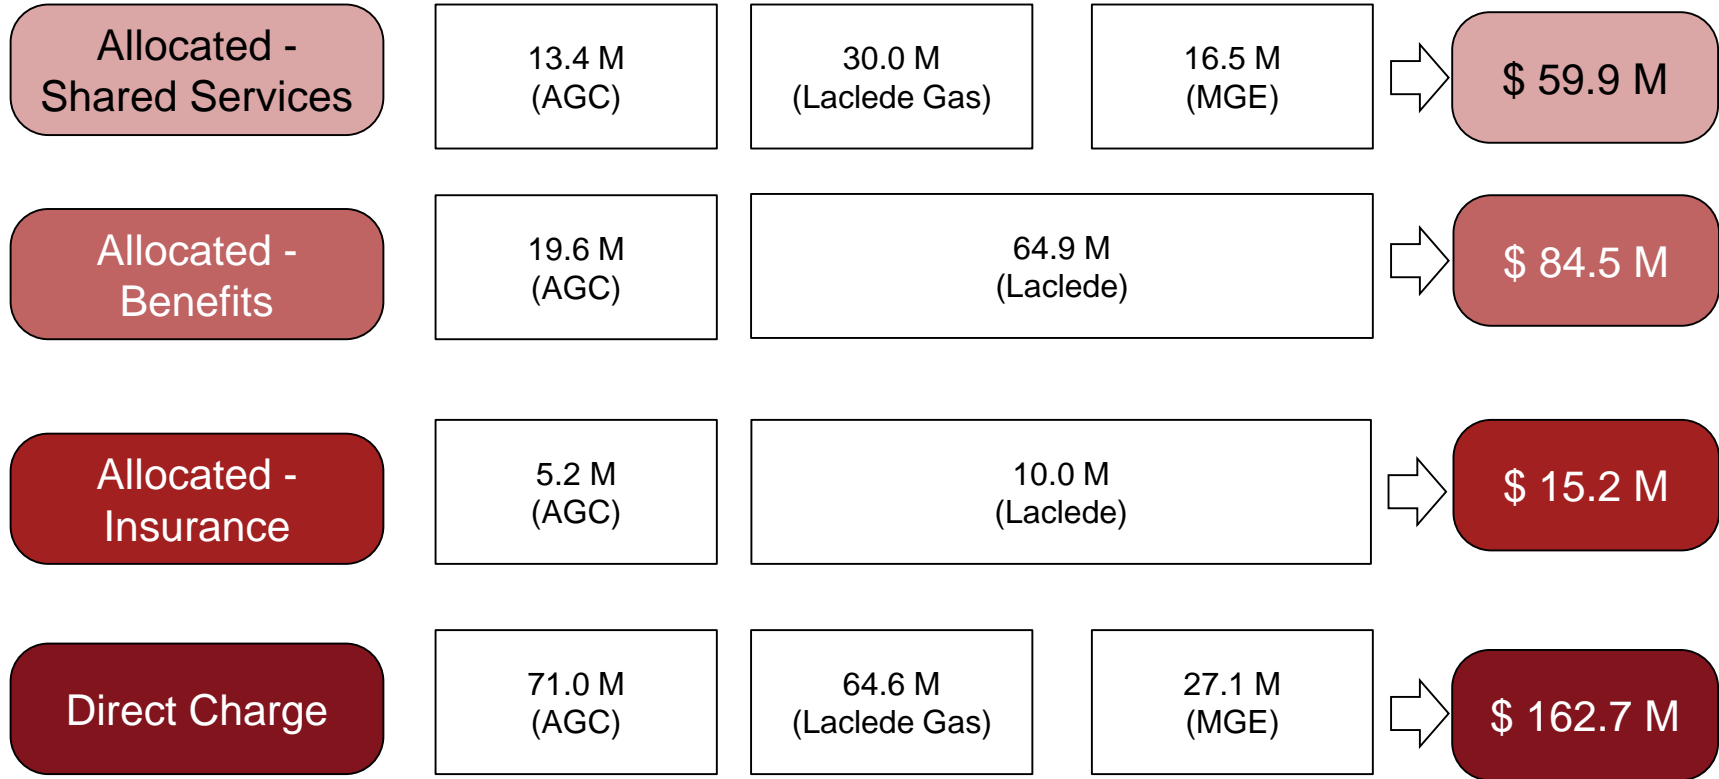 Allocated -
Shared Services
13.4 M
(AGC)
30.0 M
(Laclede Gas)
16.5 M
(MGE)
$ 59.9 M
Allocated -
Benefits
19.6 M
(AGC)
64.9 M
(Laclede)
$ 84.5 M
Allocated -
Insurance
5.2 M
(AGC)
10.0 M
(Laclede)
$ 15.2 M
Direct Charge
71.0 M
(AGC)
64.6 M
(Laclede Gas)
27.1 M
(MGE)
$ 162.7 M